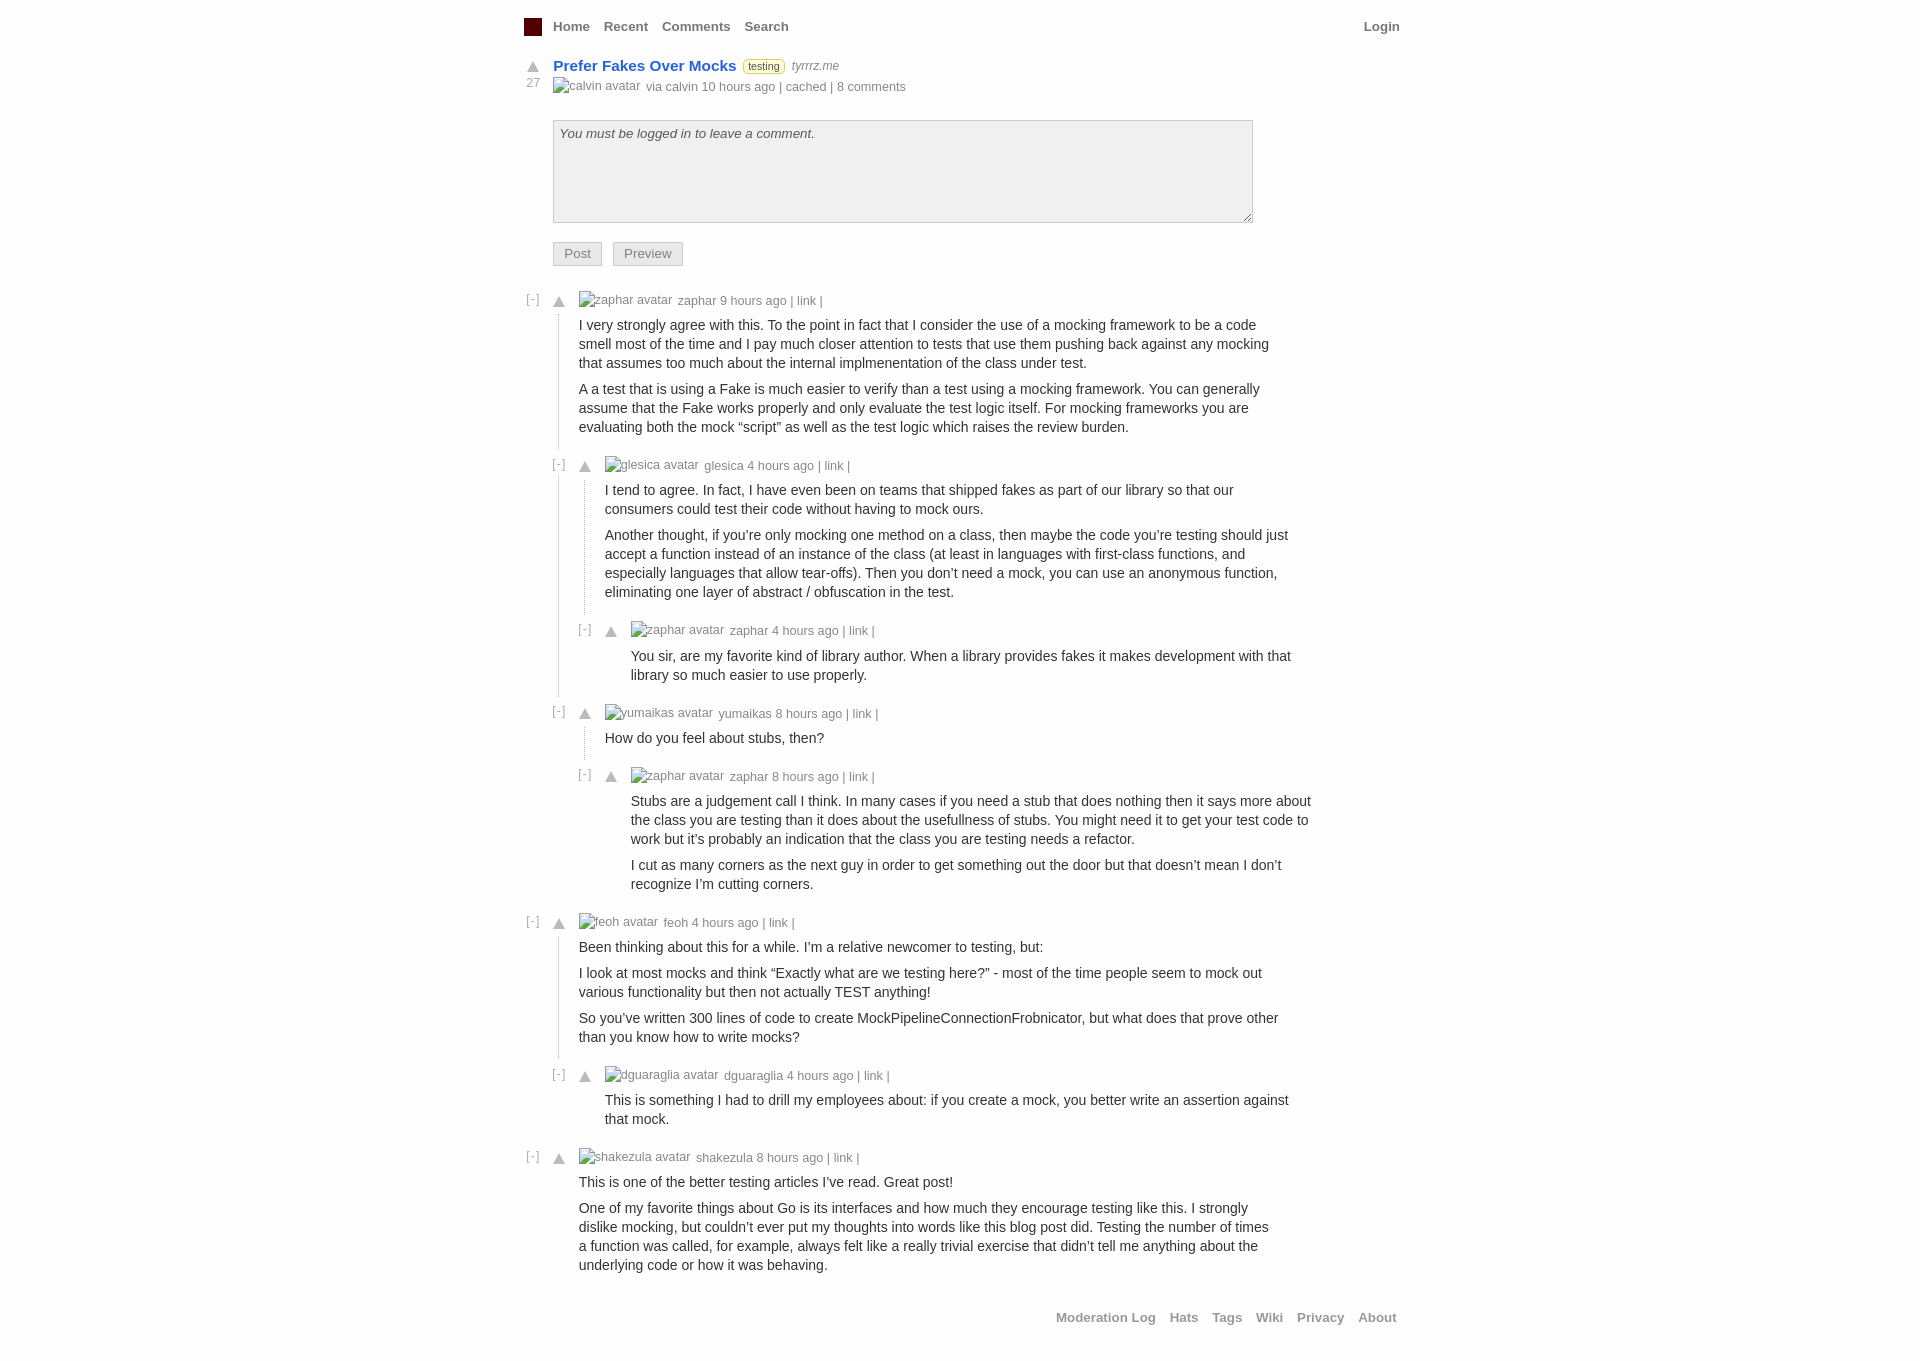 Home Recent Comments Search Login
Prefer Fakes Over Mocks testing tyrrrz.me
27
calvin avatar via calvin 10 hours ago | cached | 8 comments
You must be logged in to leave a comment.
Post Preview
[-] zaphar avatar zaphar 9 hours ago | link |
I very strongly agree with this. To the point in fact that I consider the use of a mocking framework to be a code
smell most of the time and I pay much closer attention to tests that use them pushing back against any mocking
that assumes too much about the internal implmenentation of the class under test.
A a test that is using a Fake is much easier to verify than a test using a mocking framework. You can generally
assume that the Fake works properly and only evaluate the test logic itself. For mocking frameworks you are
evaluating both the mock “script” as well as the test logic which raises the review burden.
[-] glesica avatar glesica 4 hours ago | link |
I tend to agree. In fact, I have even been on teams that shipped fakes as part of our library so that our
consumers could test their code without having to mock ours.
Another thought, if you’re only mocking one method on a class, then maybe the code you’re testing should just
accept a function instead of an instance of the class (at least in languages with first-class functions, and
especially languages that allow tear-offs). Then you don’t need a mock, you can use an anonymous function,
eliminating one layer of abstract / obfuscation in the test.
[-] zaphar avatar zaphar 4 hours ago | link |
You sir, are my favorite kind of library author. When a library provides fakes it makes development with that
library so much easier to use properly.
[-] yumaikas avatar yumaikas 8 hours ago | link |
How do you feel about stubs, then?
[-] zaphar avatar zaphar 8 hours ago | link |
Stubs are a judgement call I think. In many cases if you need a stub that does nothing then it says more about
the class you are testing than it does about the usefullness of stubs. You might need it to get your test code to
work but it’s probably an indication that the class you are testing needs a refactor.
I cut as many corners as the next guy in order to get something out the door but that doesn’t mean I don’t
recognize I’m cutting corners.
[-] feoh avatar feoh 4 hours ago | link |
Been thinking about this for a while. I’m a relative newcomer to testing, but:
I look at most mocks and think “Exactly what are we testing here?” - most of the time people seem to mock out
various functionality but then not actually TEST anything!
So you’ve written 300 lines of code to create MockPipelineConnectionFrobnicator, but what does that prove other
than you know how to write mocks?
[-] dguaraglia avatar dguaraglia 4 hours ago | link |
This is something I had to drill my employees about: if you create a mock, you better write an assertion against
that mock.
[-] shakezula avatar shakezula 8 hours ago | link |
This is one of the better testing articles I’ve read. Great post!
One of my favorite things about Go is its interfaces and how much they encourage testing like this. I strongly
dislike mocking, but couldn’t ever put my thoughts into words like this blog post did. Testing the number of times
a function was called, for example, always felt like a really trivial exercise that didn’t tell me anything about the
underlying code or how it was behaving.
Moderation Log Hats Tags Wiki Privacy About